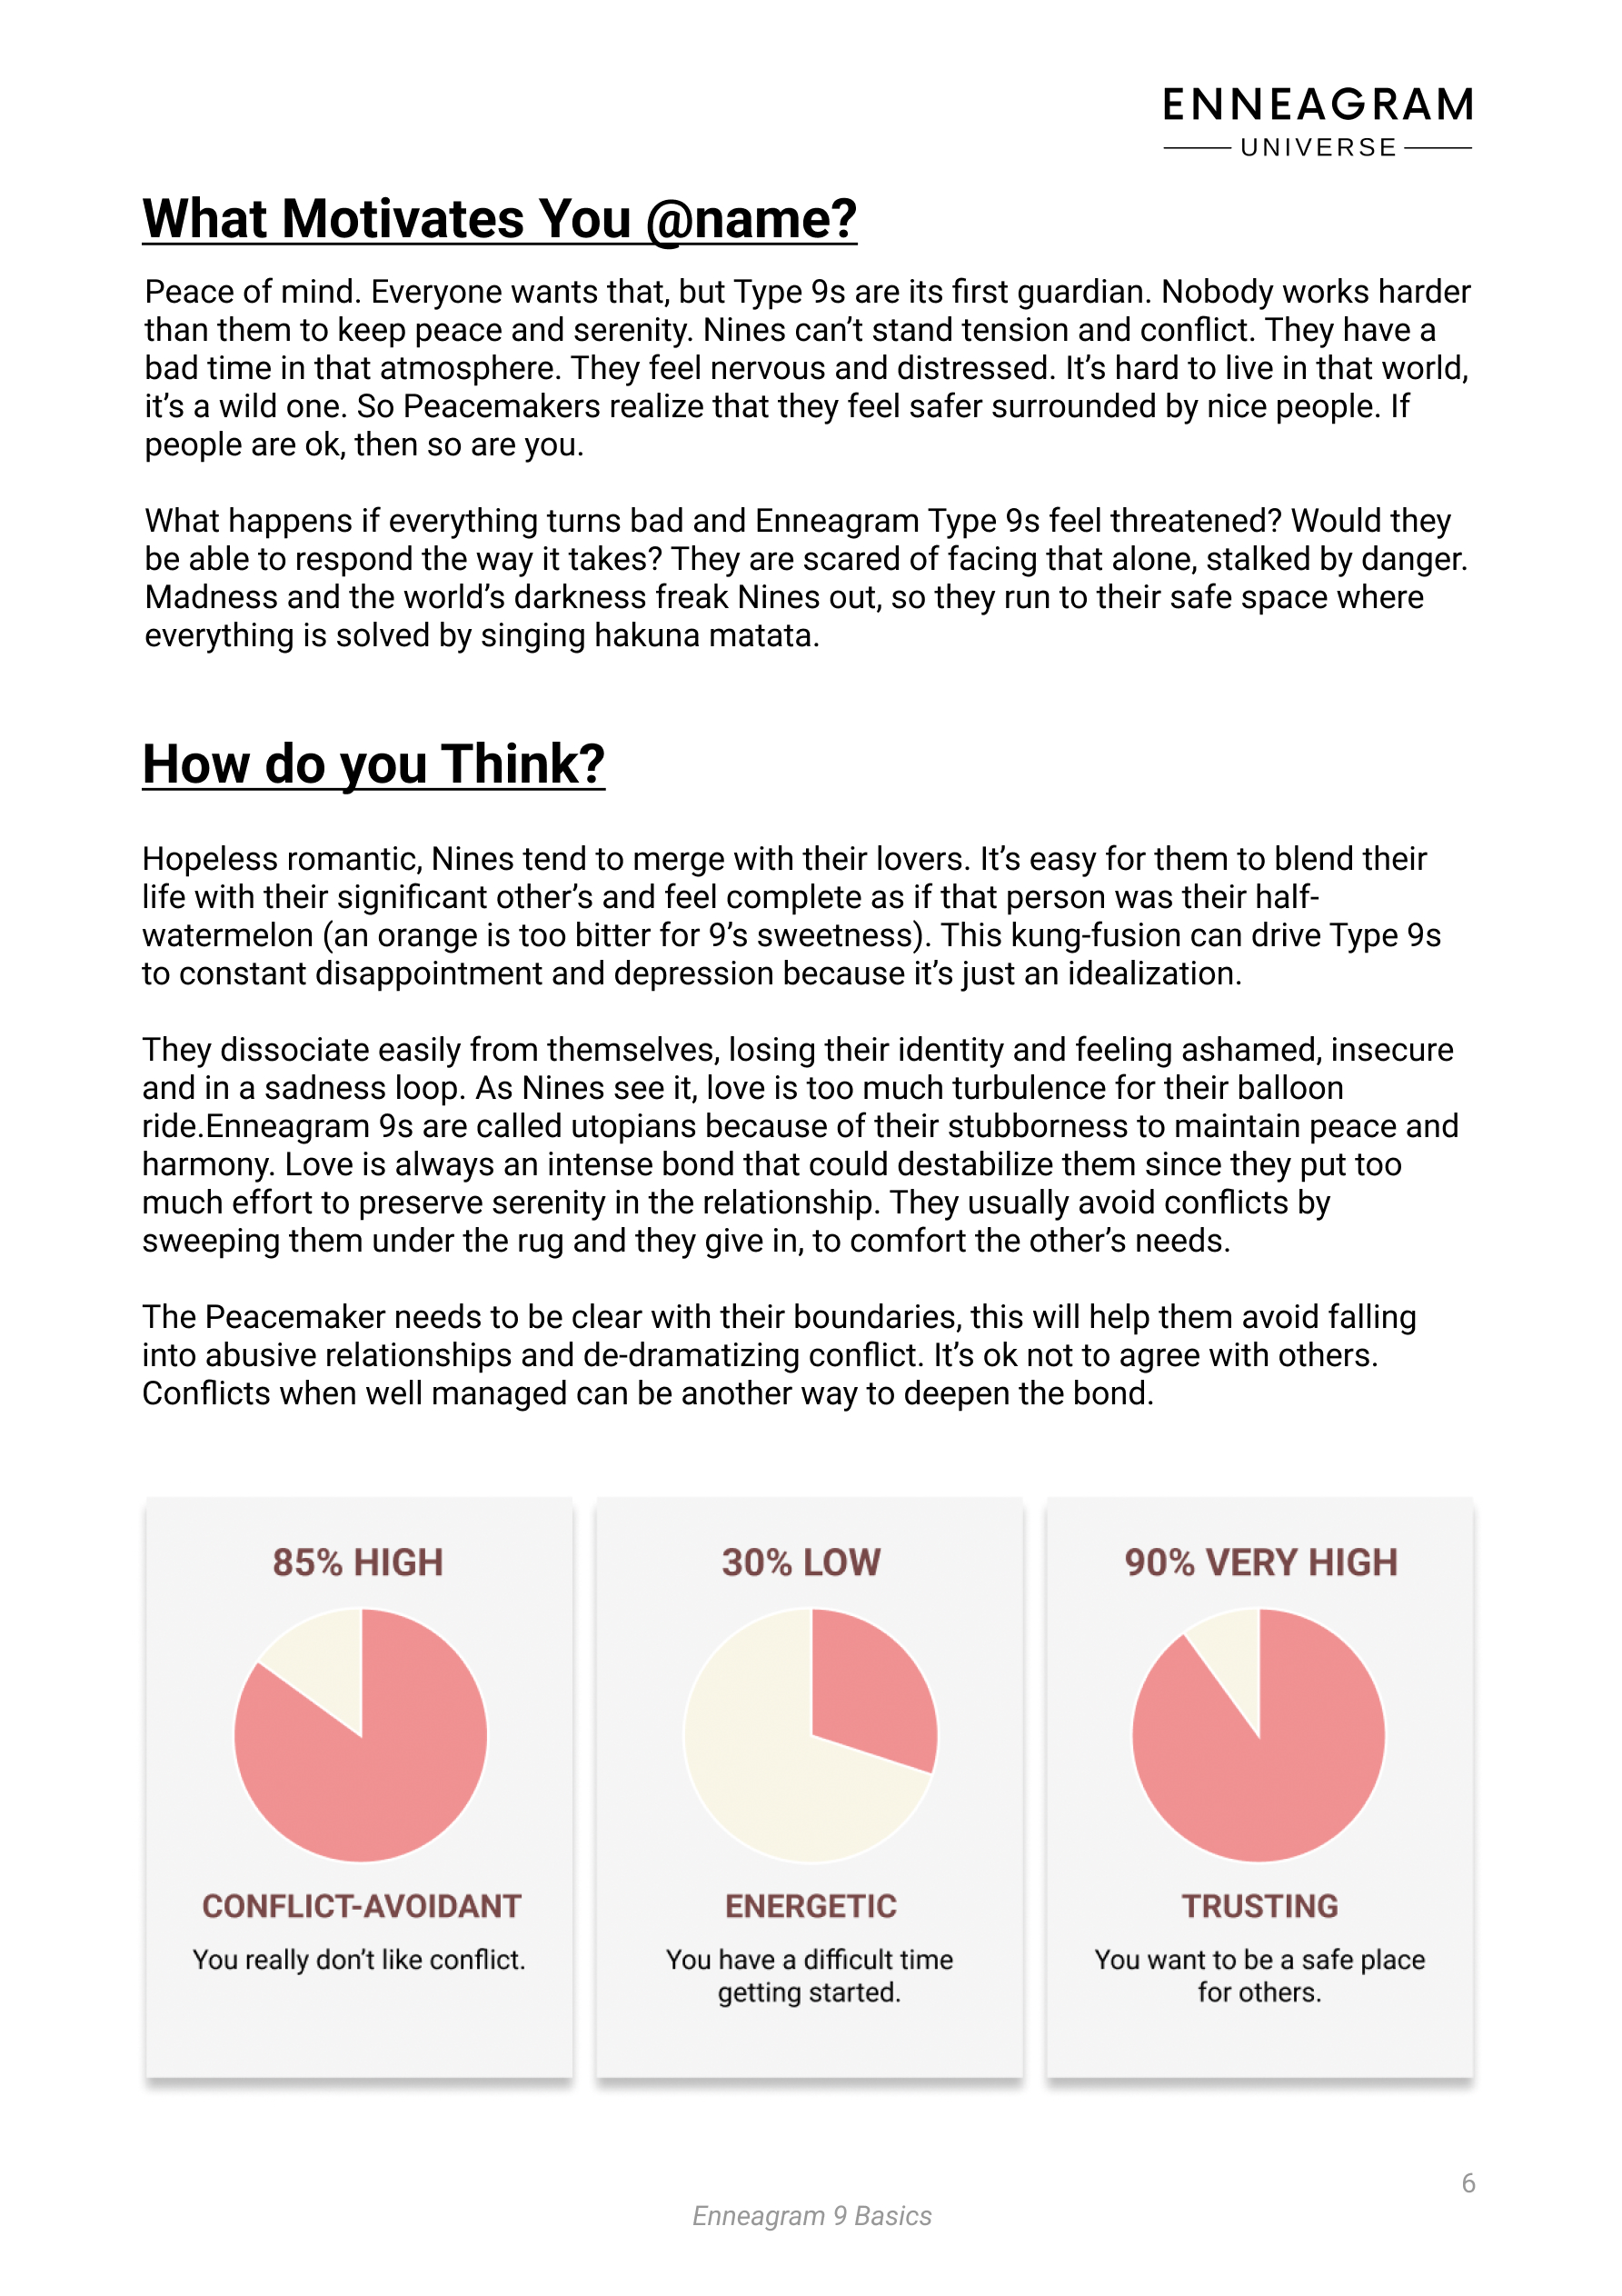 ENNEAGRAM
UNIVERSE
What Motivates You @name?
Peace of mind. Everyone wants that, but Type 9s are its first guardian. Nobody works harder
than them to keep peace and serenity. Nines can’t stand tension and conflict. They have a
bad time in that atmosphere. They feel nervous and distressed. It’s hard to live in that world,
it’s a wild one. So Peacemakers realize that they feel safer surrounded by nice people. If
people are ok, then so are you.
What happens if everything turns bad and Enneagram Type 9s feel threatened? Would they
be able to respond the way it takes? They are scared of facing that alone, stalked by danger.
Madness and the world’s darkness freak Nines out, so they run to their safe space where
everything is solved by singing hakuna matata.
How do you Think?
Hopeless romantic, Nines tend to merge with their lovers. It’s easy for them to blend their
life with their significant other’s and feel complete as if that person was their half-
watermelon (an orange is too bitter for 9’s sweetness). This kung-fusion can drive Type 9s
to constant disappointment and depression because it’s just an idealization.
They dissociate easily from themselves, losing their identity and feeling ashamed, insecure
and in a sadness loop. As Nines see it, love is too much turbulence for their balloon
ride.Enneagram 9s are called utopians because of their stubborness to maintain peace and
harmony. Love is always an intense bond that could destabilize them since they put too
much effort to preserve serenity in the relationship. They usually avoid conflicts by
sweeping them under the rug and they give in, to comfort the other’s needs.
The Peacemaker needs to be clear with their boundaries, this will help them avoid falling
into abusive relationships and de-dramatizing conflict. It’s ok not to agree with others.
Conflicts when well managed can be another way to deepen the bond.
85% HIGH
CONFLICT-AVOIDANT
You really don’t like conflict.
30% LOW
ENERGETIC
You have a difficult time
getting started.
90% VERY HIGH
TRUSTING
You want to be a safe place
for others.
6
Enneagram 9 Basics